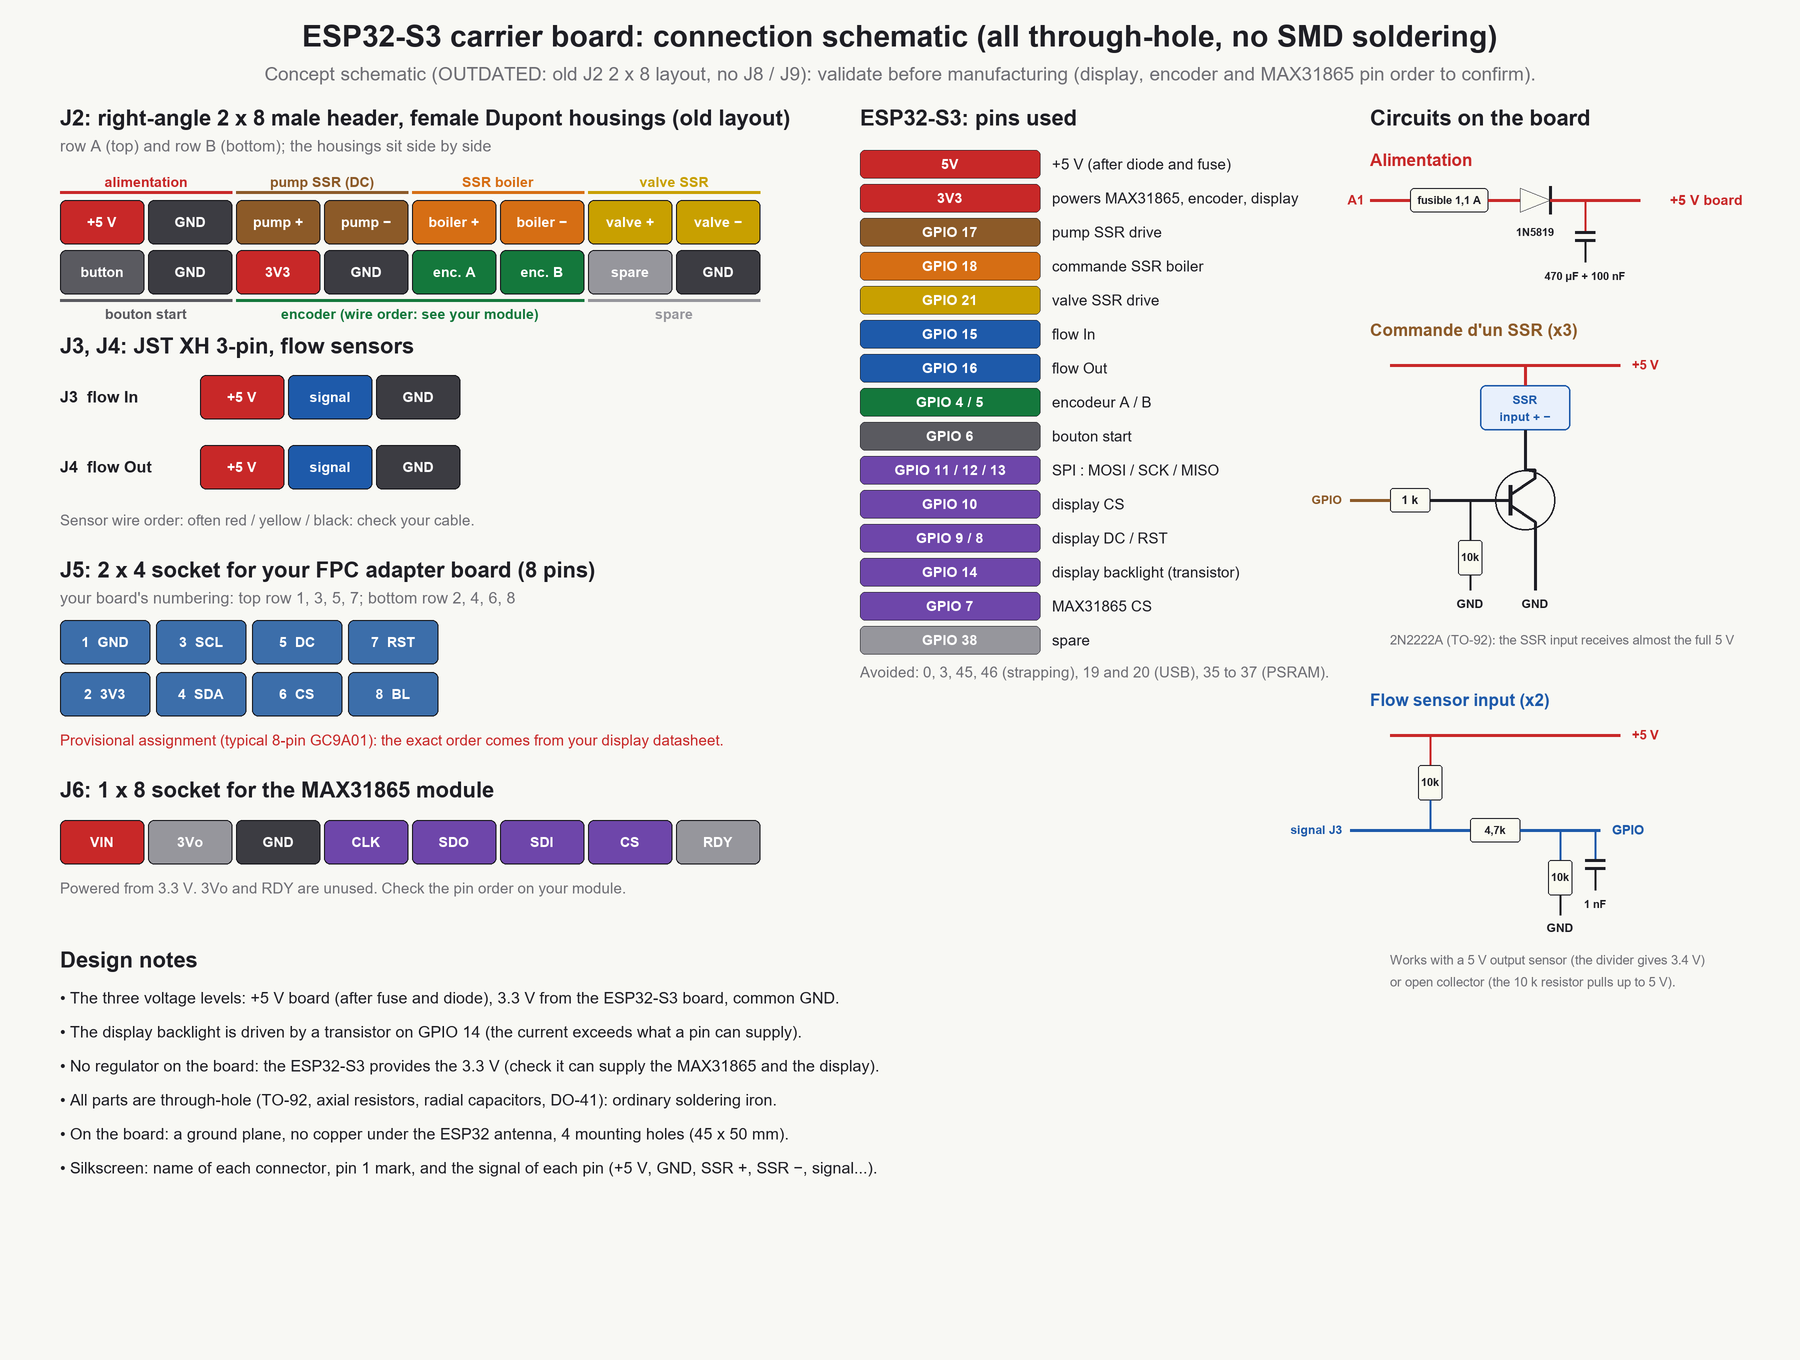 ESP32-S3 carrier board: connection schematic (all through-hole, no SMD soldering)
Concept schematic (OUTDATED: old J2 2 x 8 layout, no J8 / J9): validate before manufacturing (display, encoder and MAX31865 pin order to confirm).
J2: right-angle 2 x 8 male header, female Dupont housings (old layout)
row A (top) and row B (bottom); the housings sit side by side
alimentation pump SSR (DC) SSR boiler valve SSR
+5 V GND pump + pump − boiler + boiler − valve + valve −
button GND 3V3 GND enc. A enc. B spare GND
bouton start encoder (wire order: see your module) spare
J3, J4: JST XH 3-pin, flow sensors
J3 flow In +5 V signal GND
J4 flow Out +5 V signal GND
Sensor wire order: often red / yellow / black: check your cable.
J5: 2 x 4 socket for your FPC adapter board (8 pins)
your board's numbering: top row 1, 3, 5, 7; bottom row 2, 4, 6, 8
1 GND 3 SCL 5 DC 7 RST
2 3V3 4 SDA 6 CS 8 BL
Provisional assignment (typical 8-pin GC9A01): the exact order comes from your display datasheet.
J6: 1 x 8 socket for the MAX31865 module
VIN 3Vo GND CLK SDO SDI CS RDY
Powered from 3.3 V. 3Vo and RDY are unused. Check the pin order on your module.
Design notes
• The three voltage levels: +5 V board (after fuse and diode), 3.3 V from the ESP32-S3 board, common GND.
• The display backlight is driven by a transistor on GPIO 14 (the current exceeds what a pin can supply).
• No regulator on the board: the ESP32-S3 provides the 3.3 V (check it can supply the MAX31865 and the display).
• All parts are through-hole (TO-92, axial resistors, radial capacitors, DO-41): ordinary soldering iron.
• On the board: a ground plane, no copper under the ESP32 antenna, 4 mounting holes (45 x 50 mm).
• Silkscreen: name of each connector, pin 1 mark, and the signal of each pin (+5 V, GND, SSR +, SSR −, signal...).
ESP32-S3: pins used
5V +5 V (after diode and fuse)
3V3 powers MAX31865, encoder, display
GPIO 17 pump SSR drive
GPIO 18 commande SSR boiler
GPIO 21 valve SSR drive
GPIO 15 flow In
GPIO 16 flow Out
GPIO 4 / 5 encodeur A / B
GPIO 6 bouton start
GPIO 11 / 12 / 13 SPI : MOSI / SCK / MISO
GPIO 10 display CS
GPIO 9 / 8 display DC / RST
GPIO 14 display backlight (transistor)
GPIO 7 MAX31865 CS
GPIO 38 spare
Avoided: 0, 3, 45, 46 (strapping), 19 and 20 (USB), 35 to 37 (PSRAM).
Circuits on the board
Alimentation
A1 fusible 1,1 A +5 V board
1N5819
470 µF + 100 nF
Commande d'un SSR (x3)
+5 V
SSR
input + −
GPIO 1 k
10k
GND GND
2N2222A (TO-92): the SSR input receives almost the full 5 V
Flow sensor input (x2)
+5 V
10k
signal J3 4,7k GPIO
10k
1 nF
GND
Works with a 5 V output sensor (the divider gives 3.4 V)
or open collector (the 10 k resistor pulls up to 5 V).